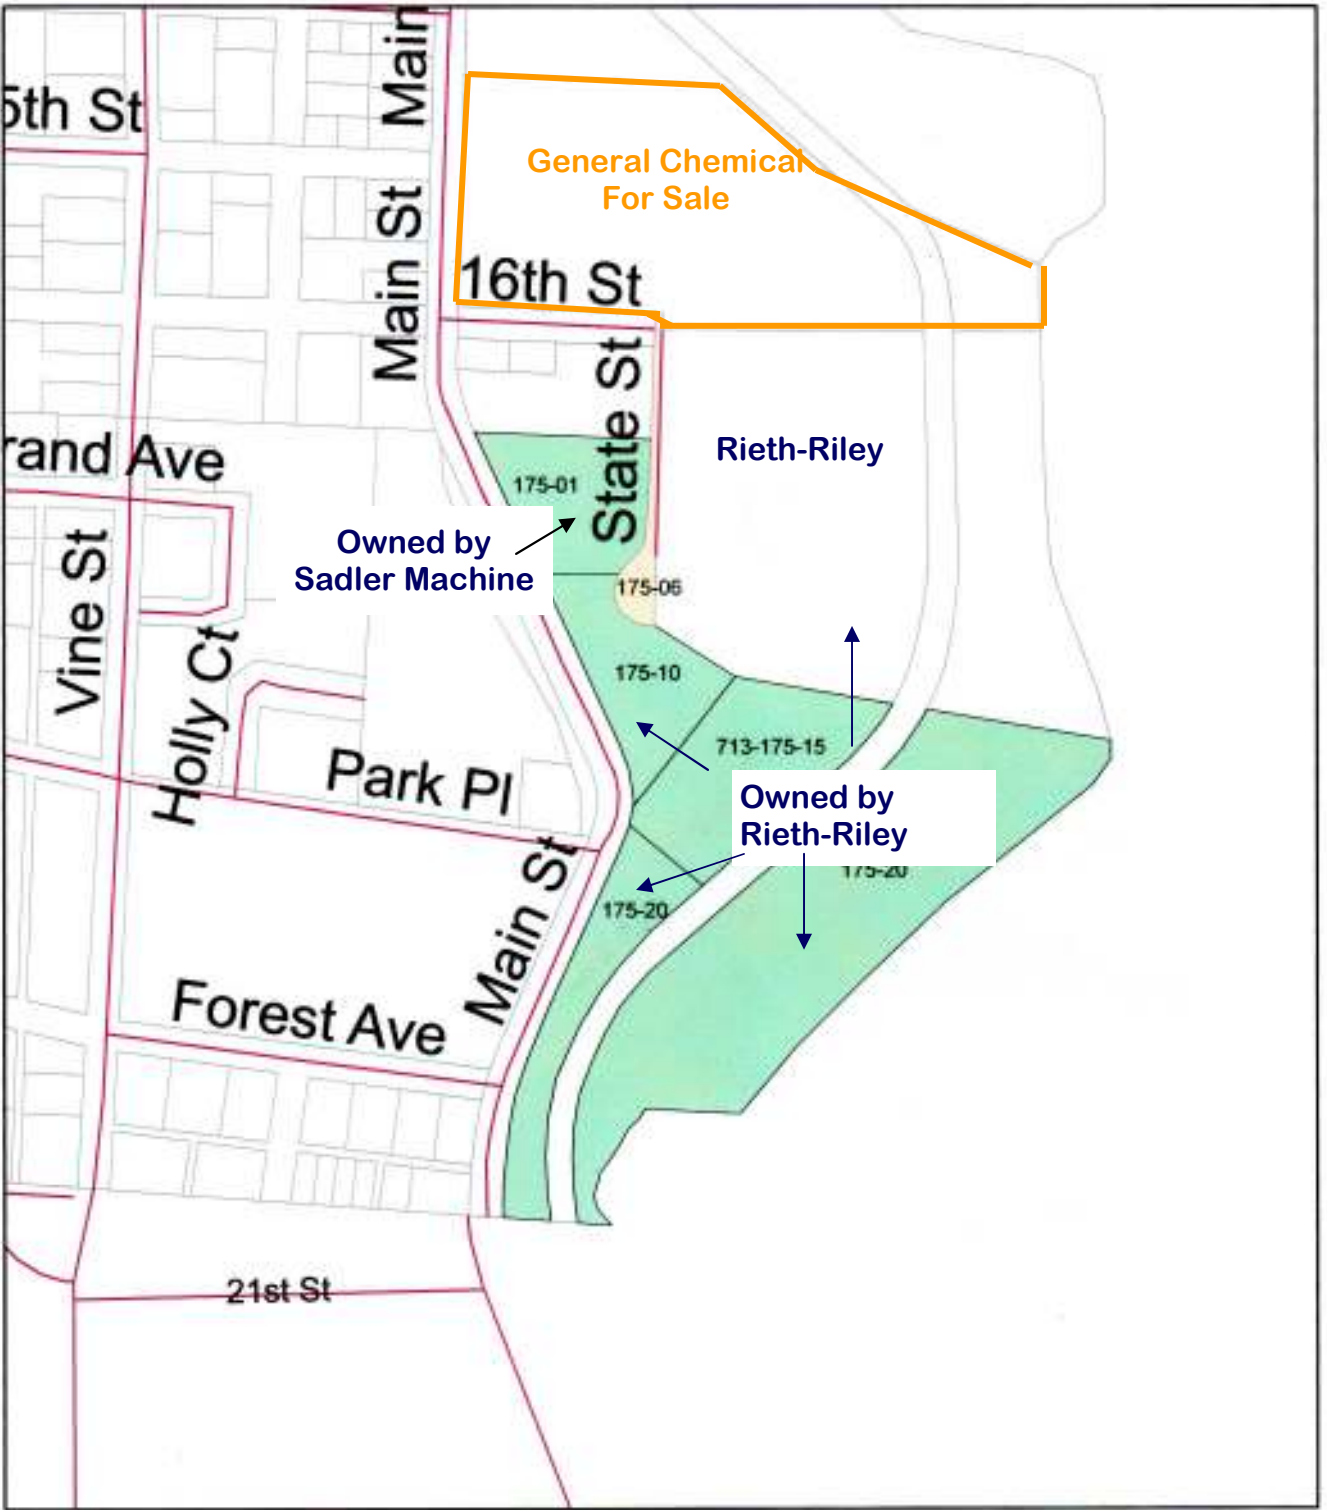 Main
5th St
General Chemical
For Sale
Main St
16th St
State St
rand Ave
Rieth-Riley
175-01
Owned by
Sadler Machine
175-06
Vine St
Holly Ct
175-10
713-175-15
Park Pl
Owned by
Rieth-Riley
175-20
175-20
Main St
Forest Ave
21st St